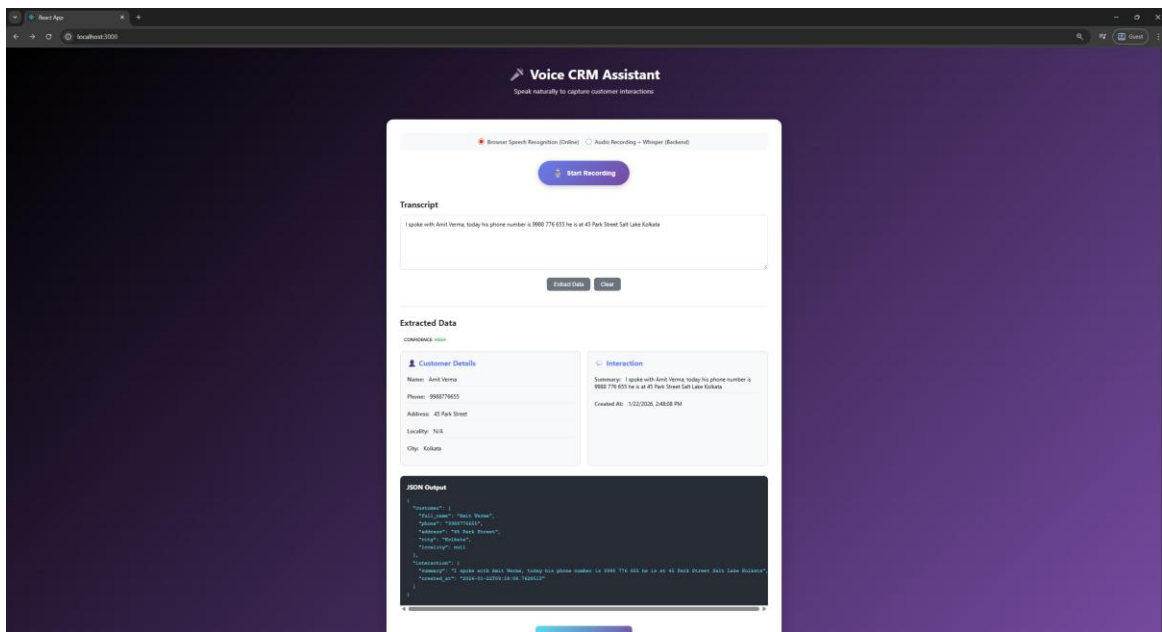 React App
localhost:3000
Guest
Voice CRM Assistant
Speak naturally to capture customer interactions
Browser Speech Recognition (Online) Audio Recording + Whisper (Backend)
Start Recording
Transcript
I spoke with Amit Verma, today his phone number is 9988 776 655 he is at 45 Park Street Salt Lake Kolkata
Extract Data Clear
Extracted Data
CONFIDENCE: HIGH
Customer Details
Name: Amit Verma
Phone: 9988776655
Address: 45 Park Street
Locality: N/A
City: Kolkata
Interaction
Summary: I spoke with Amit Verma, today his phone number is
9988 776 655 he is at 45 Park Street Salt Lake Kolkata
Created At: 1/22/2026, 2:48:08 PM
JSON Output
{
"customer": {
"full_name": "Amit Verma",
"phone": "9988776655",
"address": "45 Park Street",
"city": "Kolkata",
"locality": null
},
"interaction": {
"summary": "I spoke with Amit Verma, today his phone number is 9988 776 655 he is at 45 Park Street Salt Lake Kolkata",
"created_at":
}
}